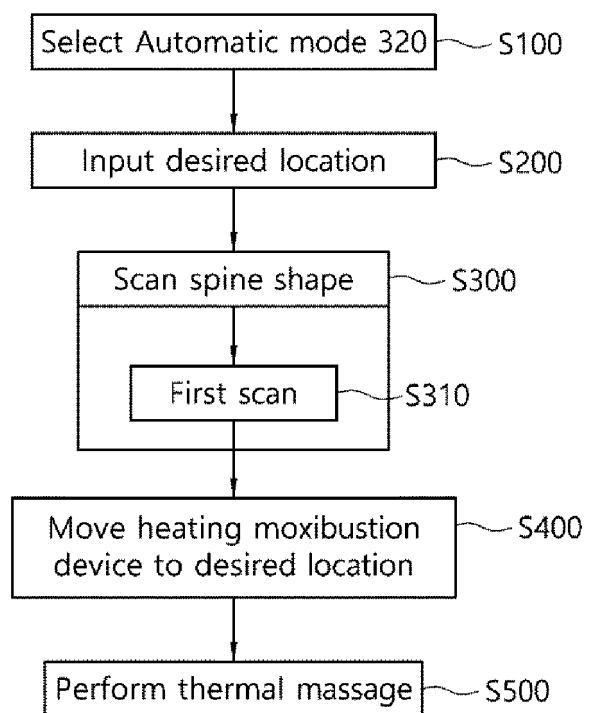 Select Automatic mode 320
S100
Input desired location
S200
Scan spine shape
S300
First scan
S310
Move heating moxibustion
device to desired location
S400
Perform thermal massage
S500